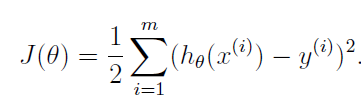 J(θ) = 1/2 ∑_{i=1}^{m} (h_θ(x^{(i)}) − y^{(i)})^2.